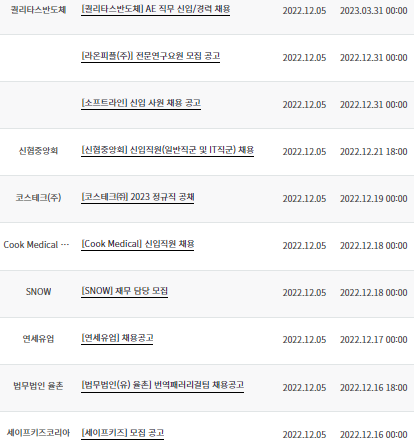 퀄리타스반도체 [퀄리타스반도체] AE 직무 신입/경력 채용 2022.12.05 2023.03.31 00:00
[라온피플(주)] 전문연구요원 모집 공고 2022.12.05 2022.12.31 00:00
[소프트라인] 신입 사원 채용 공고 2022.12.05 2022.12.31 00:00
신협중앙회 [신협중앙회] 신입직원(일반직군 및 IT직군) 채용 2022.12.05 2022.12.21 18:00
코스테크(주) [코스테크㈜] 2023 정규직 공채 2022.12.05 2022.12.19 00:00
Cook Medical ··· [Cook Medical] 신입직원 채용 2022.12.05 2022.12.18 00:00
SNOW [SNOW] 재무 담당 모집 2022.12.05 2022.12.18 00:00
연세유업 [연세유업] 채용공고 2022.12.05 2022.12.17 00:00
법무법인 율촌 [법무법인(유) 율촌] 번역패러리걸팀 채용공고 2022.12.05 2022.12.16 18:00
세이프키즈코리아 [세이프키즈] 모집 공고 2022.12.05 2022.12.16 00:00